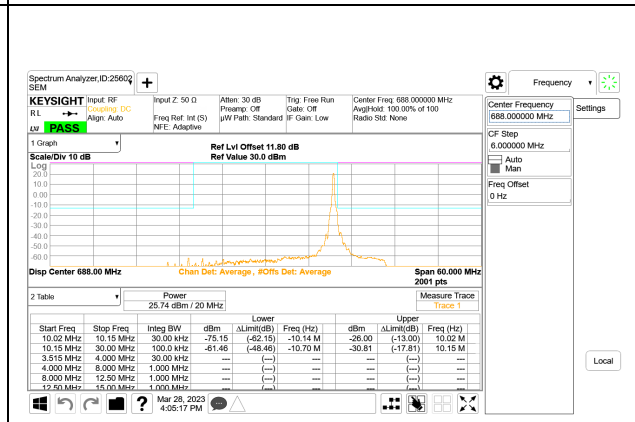 Spectrum Analyzer,ID:25602
SEM
Frequency
KEYSIGHT
R L
PASS
Input: RF
Coupling: DC
Align: Auto
Input Z: 50 Ω
Freq Ref: Int (S)
NFE: Adaptive
Atten: 30 dB
Preamp: Off
µW Path: Standard
Trig: Free Run
Gate: Off
IF Gain: Low
Center Freq: 688.000000 MHz
Avg|Hold: 100.00% of 100
Radio Std: None
Center Frequency
688.000000 MHz
Settings
CF Step
6.000000 MHz
Auto
Man
Freq Offset
0 Hz
Local
1 Graph
Scale/Div 10 dB
Ref Lvl Offset 11.80 dB
Ref Value 30.0 dBm
Log
20.0
10.0
0.00
-10.0
-20.0
-30.0
-40.0
-50.0
-60.0
Disp Center 688.00 MHz
Chan Det: Average , #Offs Det: Average
Span 60.000 MHz
2001 pts
2 Table
Power
25.74 dBm / 20 MHz
Measure Trace
Trace 1
Lower Upper
Start Freq Stop Freq Integ BW dBm ΔLimit(dB) Freq (Hz) dBm ΔLimit(dB) Freq (Hz)
10.02 MHz 10.15 MHz 30.00 kHz -75.15 (-62.15) -10.14 M -26.00 (-13.00) 10.02 M
10.15 MHz 30.00 MHz 100.0 kHz -61.46 (-48.46) -10.70 M -30.81 (-17.81) 10.15 M
3.515 MHz 4.000 MHz 30.00 kHz --- (---) --- --- (---) ---
4.000 MHz 8.000 MHz 1.000 MHz --- (---) --- --- (---) ---
8.000 MHz 12.50 MHz 1.000 MHz --- (---) --- --- (---) ---
12.50 MHz 15.00 MHz 1.000 MHz --- (---) --- --- (---) ---
?
Mar 28, 2023
4:05:17 PM